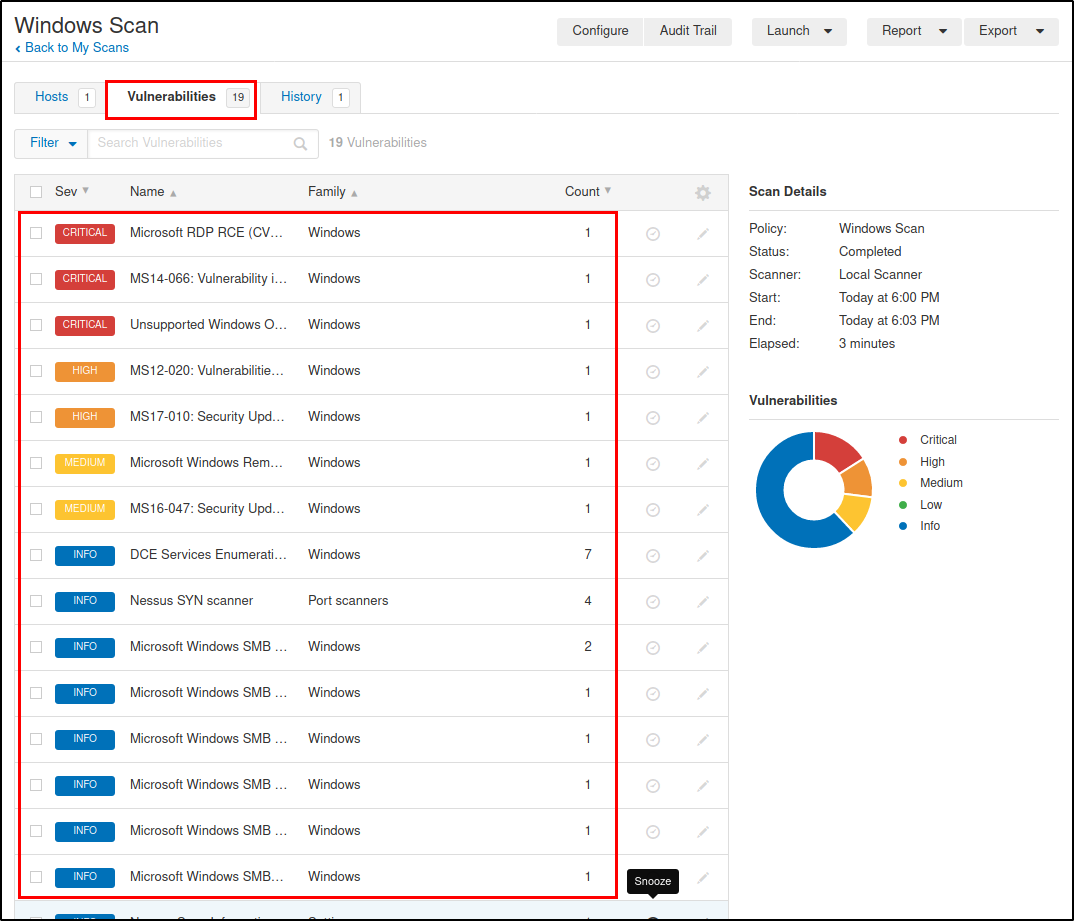 Windows Scan
Back to My Scans
Configure Audit Trail Launch Report Export
Hosts 1 Vulnerabilities 19 History 1
Filter Search Vulnerabilities 19 Vulnerabilities
Sev Name Family Count
CRITICAL Microsoft RDP RCE (CV... Windows 1
CRITICAL MS14-066: Vulnerability i... Windows 1
CRITICAL Unsupported Windows O... Windows 1
HIGH MS12-020: Vulnerabilitie... Windows 1
HIGH MS17-010: Security Upd... Windows 1
MEDIUM Microsoft Windows Rem... Windows 1
MEDIUM MS16-047: Security Upd... Windows 1
INFO DCE Services Enumerati... Windows 7
INFO Nessus SYN scanner Port scanners 4
INFO Microsoft Windows SMB ... Windows 2
INFO Microsoft Windows SMB ... Windows 1
INFO Microsoft Windows SMB ... Windows 1
INFO Microsoft Windows SMB ... Windows 1
INFO Microsoft Windows SMB ... Windows 1
INFO Microsoft Windows SMB... Windows 1
Snooze
Scan Details
Policy: Windows Scan
Status: Completed
Scanner: Local Scanner
Start: Today at 6:00 PM
End: Today at 6:03 PM
Elapsed: 3 minutes
Vulnerabilities
Critical
High
Medium
Low
Info